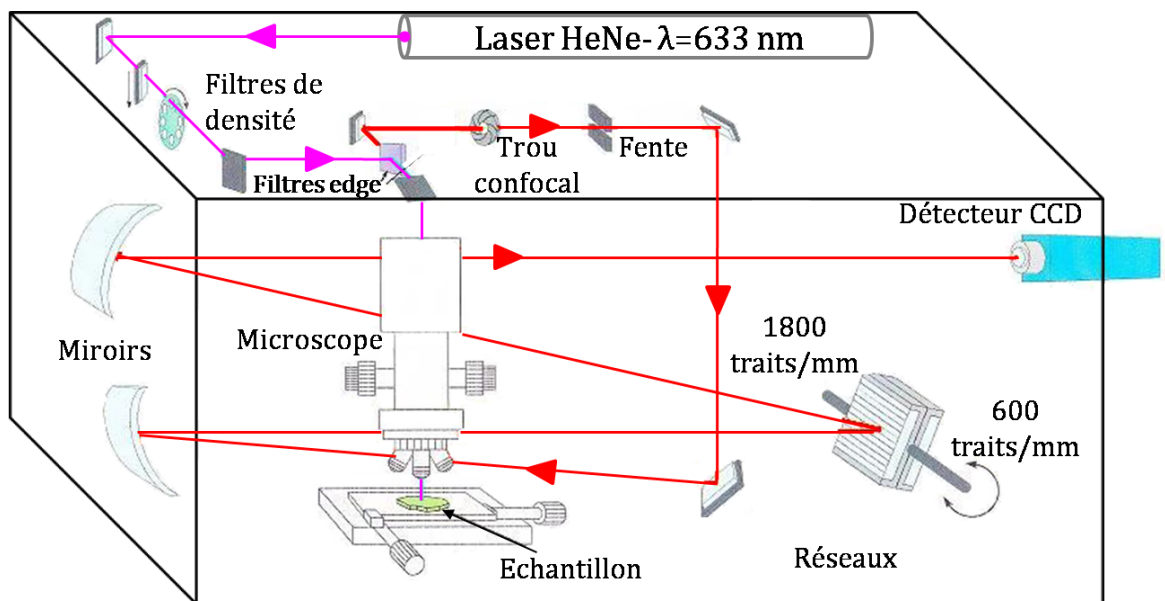 Laser HeNe- λ=633 nm
Filtres de
densité
Trou
confocal
Fente
Filtres edge
Détecteur CCD
Miroirs
Microscope
1800
traits/mm
600
traits/mm
Echantillon
Réseaux